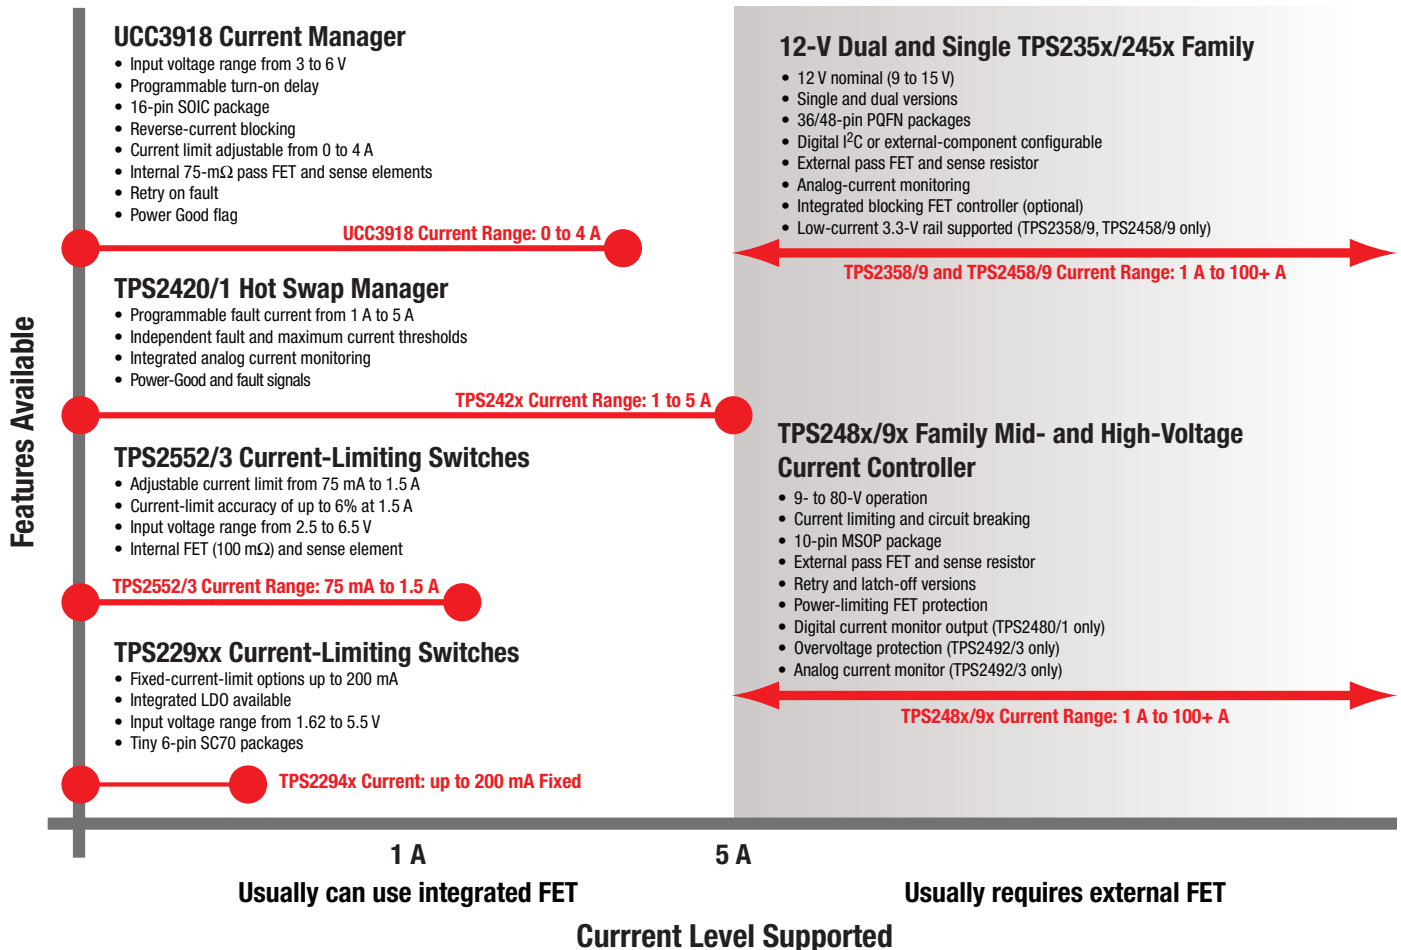 UCC3918 Current Manager
• Input voltage range from 3 to 6 V
• Programmable turn-on delay
• 16-pin SOIC package
• Reverse-current blocking
• Current limit adjustable from 0 to 4 A
• Internal 75-mΩ pass FET and sense elements
• Retry on fault
• Power Good flag
UCC3918 Current Range: 0 to 4 A
TPS2420/1 Hot Swap Manager
• Programmable fault current from 1 A to 5 A
• Independent fault and maximum current thresholds
• Integrated analog current monitoring
• Power-Good and fault signals
TPS242x Current Range: 1 to 5 A
TPS2552/3 Current-Limiting Switches
• Adjustable current limit from 75 mA to 1.5 A
• Current-limit accuracy of up to 6% at 1.5 A
• Input voltage range from 2.5 to 6.5 V
• Internal FET (100 mΩ) and sense element
TPS2552/3 Current Range: 75 mA to 1.5 A
TPS229xx Current-Limiting Switches
• Fixed-current-limit options up to 200 mA
• Integrated LDO available
• Input voltage range from 1.62 to 5.5 V
• Tiny 6-pin SC70 packages
TPS2294x Current: up to 200 mA Fixed
12-V Dual and Single TPS235x/245x Family
• 12 V nominal (9 to 15 V)
• Single and dual versions
• 36/48-pin PQFN packages
• Digital I²C or external-component configurable
• External pass FET and sense resistor
• Analog-current monitoring
• Integrated blocking FET controller (optional)
• Low-current 3.3-V rail supported (TPS2358/9, TPS2458/9 only)
TPS2358/9 and TPS2458/9 Current Range: 1 A to 100+ A
TPS248x/9x Family Mid- and High-Voltage
Current Controller
• 9- to 80-V operation
• Current limiting and circuit breaking
• 10-pin MSOP package
• External pass FET and sense resistor
• Retry and latch-off versions
• Power-limiting FET protection
• Digital current monitor output (TPS2480/1 only)
• Overvoltage protection (TPS2492/3 only)
• Analog current monitor (TPS2492/3 only)
TPS248x/9x Current Range: 1 A to 100+ A
Features Available
1 A
5 A
Usually can use integrated FET
Usually requires external FET
Currrent Level Supported